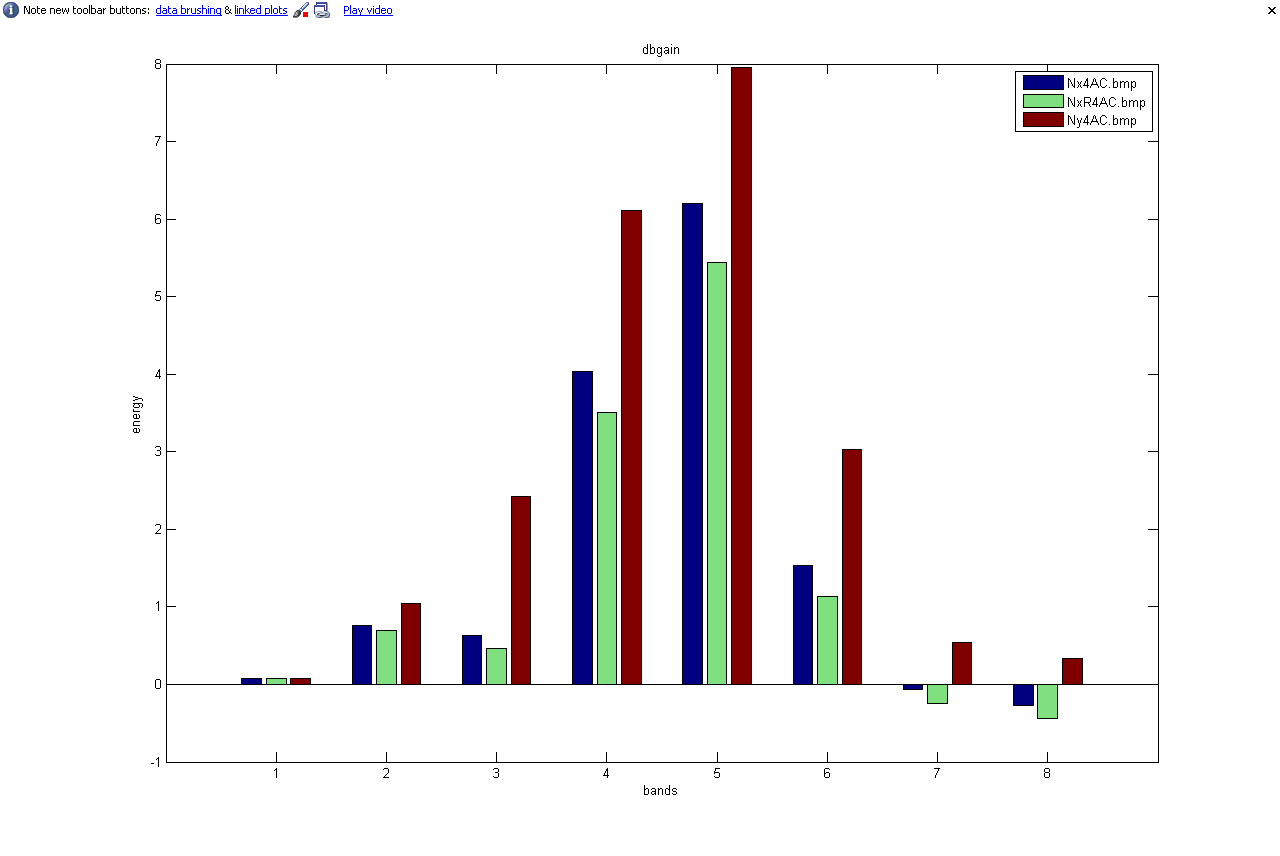 Note new toolbar buttons: data brushing & linked plots Play video
dbgain
Nx4AC.bmp
NxR4AC.bmp
Ny4AC.bmp
8
7
6
5
4
3
2
1
0
-1
energy
1 2 3 4 5 6 7 8
bands